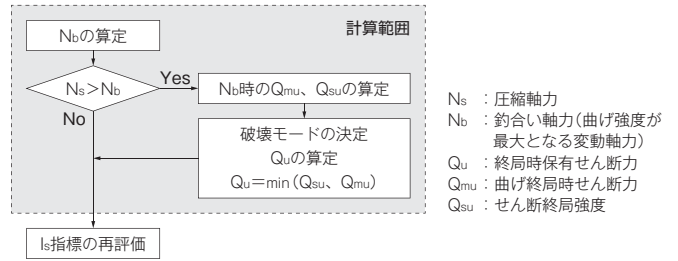 計算範囲
Nbの算定
Ns>Nb
Yes
No
Nb時のQmu、Qsuの算定
破壊モードの決定
Quの算定
Qu＝min（Qsu、Qmu）
Is指標の再評価
Ns ：圧縮軸力
Nb ：釣合い軸力（曲げ強度が
最大となる変動軸力）
Qu ：終局時保有せん断力
Qmu ：曲げ終局時せん断力
Qsu ：せん断終局強度